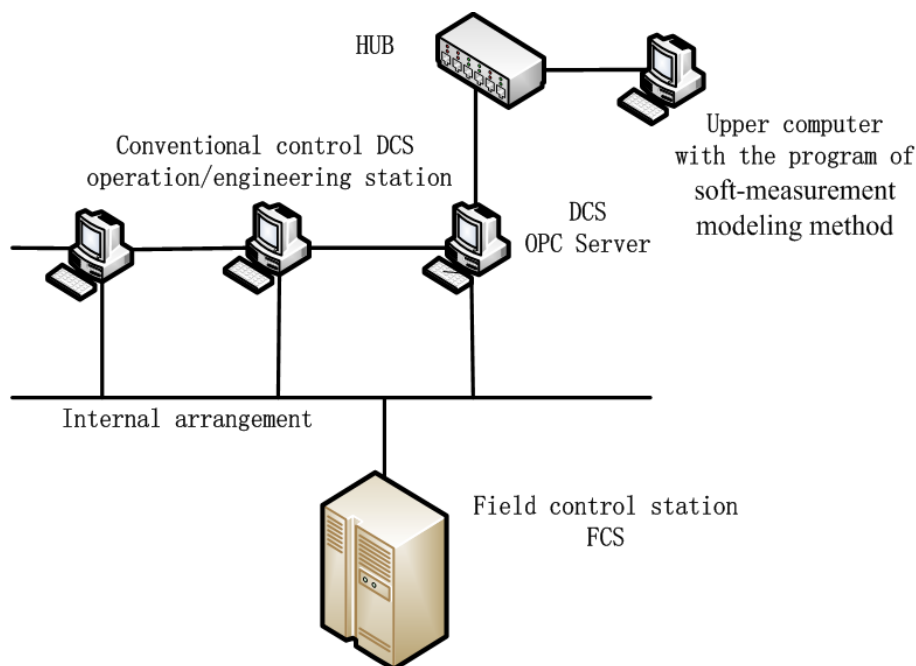 HUB
Upper computer
with the program of
soft-measurement
modeling method
Conventional control DCS
operation/engineering station
DCS
OPC Server
Internal arrangement
Field control station
FCS